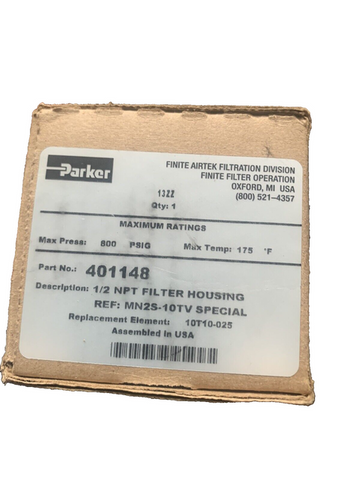 Parker
FINITE AIRTEK FILTRATION DIVISION
FINITE FILTER OPERATION
OXFORD, MI USA
(800) 521-4357
13ZZ
Qty: 1
MAXIMUM RATINGS
Max Press: 800 PSIG Max Temp: 175 °F
Part No.: 401148
Description: 1/2 NPT FILTER HOUSING
REF: MN2S-10TV SPECIAL
Replacement Element: 10T10-025
Assembled in USA